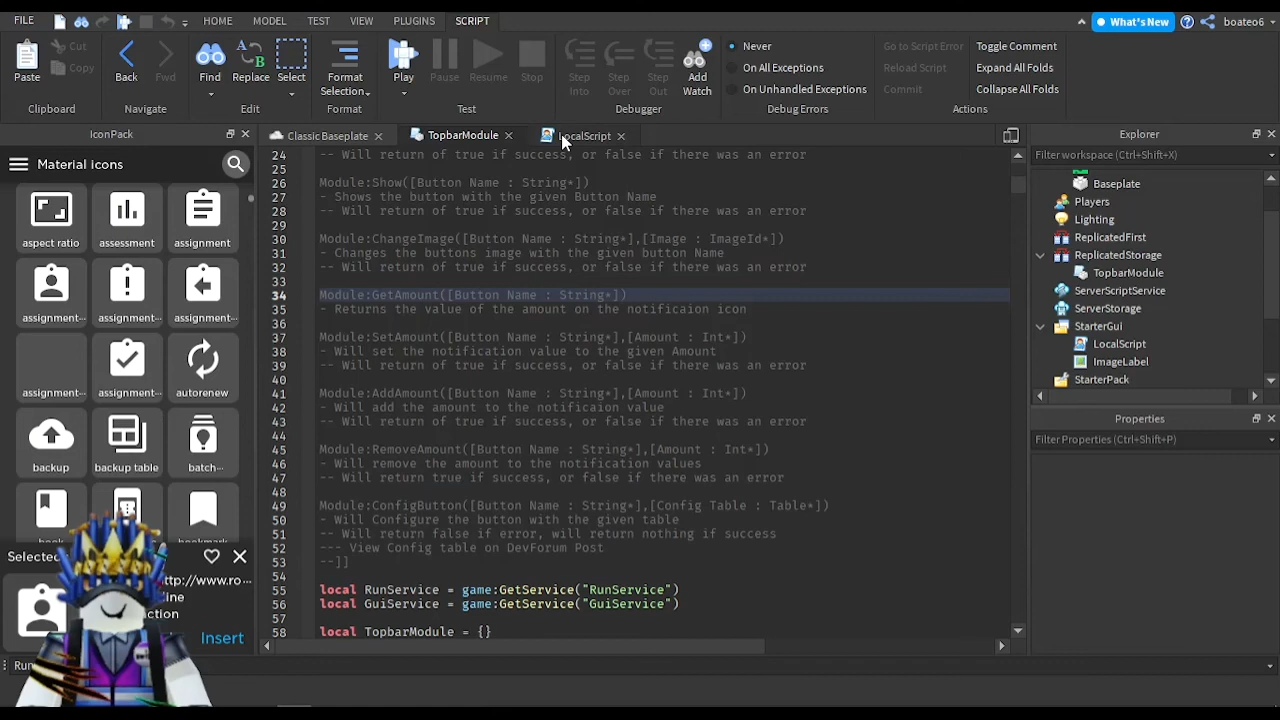 FILE HOME MODEL TEST VIEW PLUGINS SCRIPT What's New boateo6
Paste Cut Copy Back Fwd Find Replace Select Format Selection Play Pause Resume Stop Step Into Step Over Step Out Add Watch
Never
On All Exceptions
On Unhandled Exceptions
Go to Script Error
Reload Script
Commit
Toggle Comment
Expand All Folds
Collapse All Folds
Clipboard Navigate Edit Format Test Debugger Debug Errors Actions
IconPack
Material icons
aspect ratio assessment assignment
assignment... assignment... assignment...
assignment... assignment... autorenew
backup backup table batch...
Selected
http://www.ro...
Insert
Classic Baseplate TopbarModule LocalScript
24 -- Will return of true if success, or false if there was an error
25
26 Module:Show([Button Name : String*])
27 - Shows the button with the given Button Name
28 -- Will return of true if success, or false if there was an error
29
30 Module:ChangeImage([Button Name : String*],[Image : ImageId*])
31 - Changes the buttons image with the given button Name
32 -- Will return of true if success, or false if there was an error
33
34 Module:GetAmount([Button Name : String*])
35 - Returns the value of the amount on the notificaion icon
36
37 Module:SetAmount([Button Name : String*],[Amount : Int*])
38 - Will set the notification value to the given Amount
39 -- Will return of true if success, or false if there was an error
40
41 Module:AddAmount([Button Name : String*],[Amount : Int*])
42 - Will add the amount to the notificaion value
43 -- Will return of true if success, or false if there was an error
44
45 Module:RemoveAmount([Button Name : String*],[Amount : Int*])
46 - Will remove the amount to the notification values
47 -- Will return true if success, or false if there was an error
48
49 Module:ConfigButton([Button Name : String*],[Config Table : Table*])
50 - Will Configure the button with the given table
51 -- Will return false if error, will return nothing if success
52 --- View Config table on DevForum Post
53 --]]
54
55 local RunService = game:GetService("RunService")
56 local GuiService = game:GetService("GuiService")
57
58 local TopbarModule = {}
Explorer
Filter workspace (Ctrl+Shift+X)
Baseplate
Players
Lighting
ReplicatedFirst
ReplicatedStorage
TopbarModule
ServerScriptService
ServerStorage
StarterGui
LocalScript
ImageLabel
StarterPack
Properties
Filter Properties (Ctrl+Shift+P)